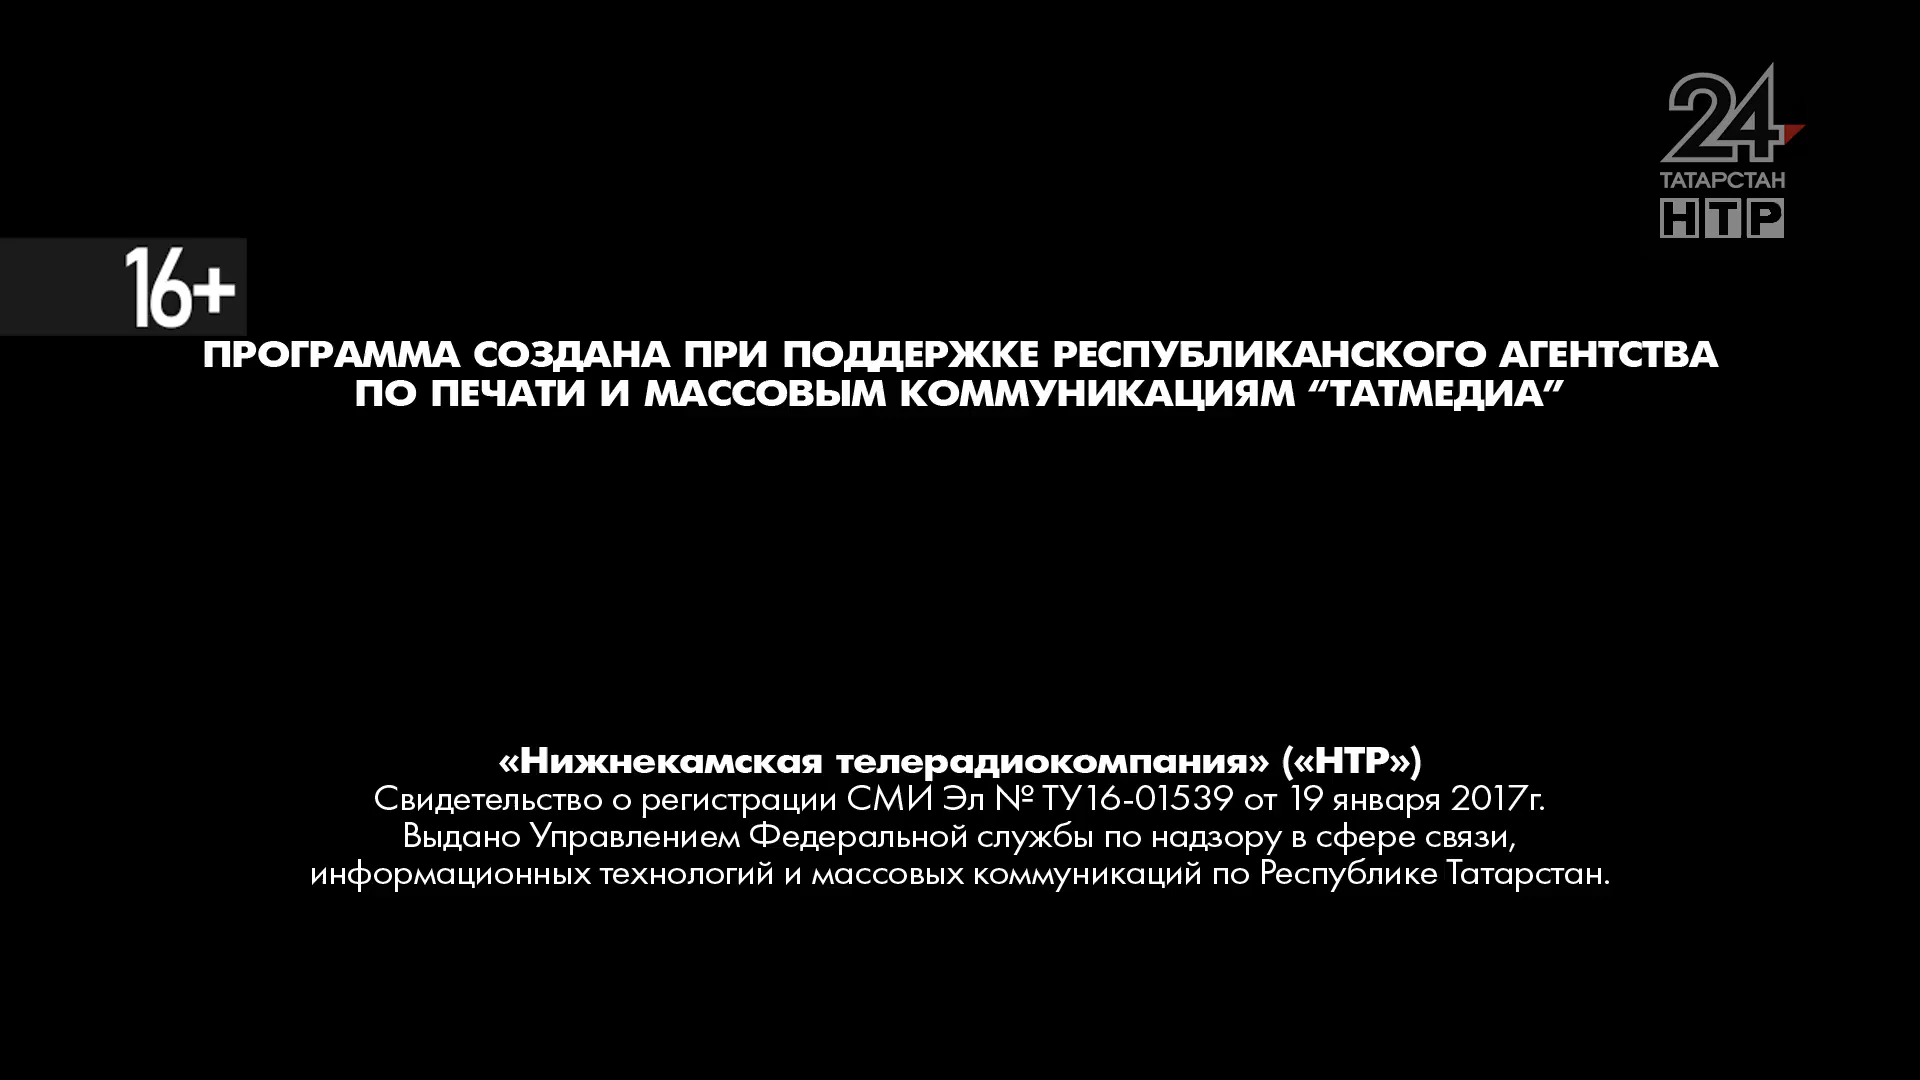 24
ТАТАРСТАН
НТР
16+
ПРОГРАММА СОЗДАНА ПРИ ПОДДЕРЖКЕ РЕСПУБЛИКАНСКОГО АГЕНТСТВА
ПО ПЕЧАТИ И МАССОВЫМ КОММУНИКАЦИЯМ “ТАТМЕДИА”
«Нижнекамская телерадиокомпания» («НТР»)
Свидетельство о регистрации СМИ Эл № ТУ16-01539 от 19 января 2017г.
Выдано Управлением Федеральной службы по надзору в сфере связи,
информационных технологий и массовых коммуникаций по Республике Татарстан.